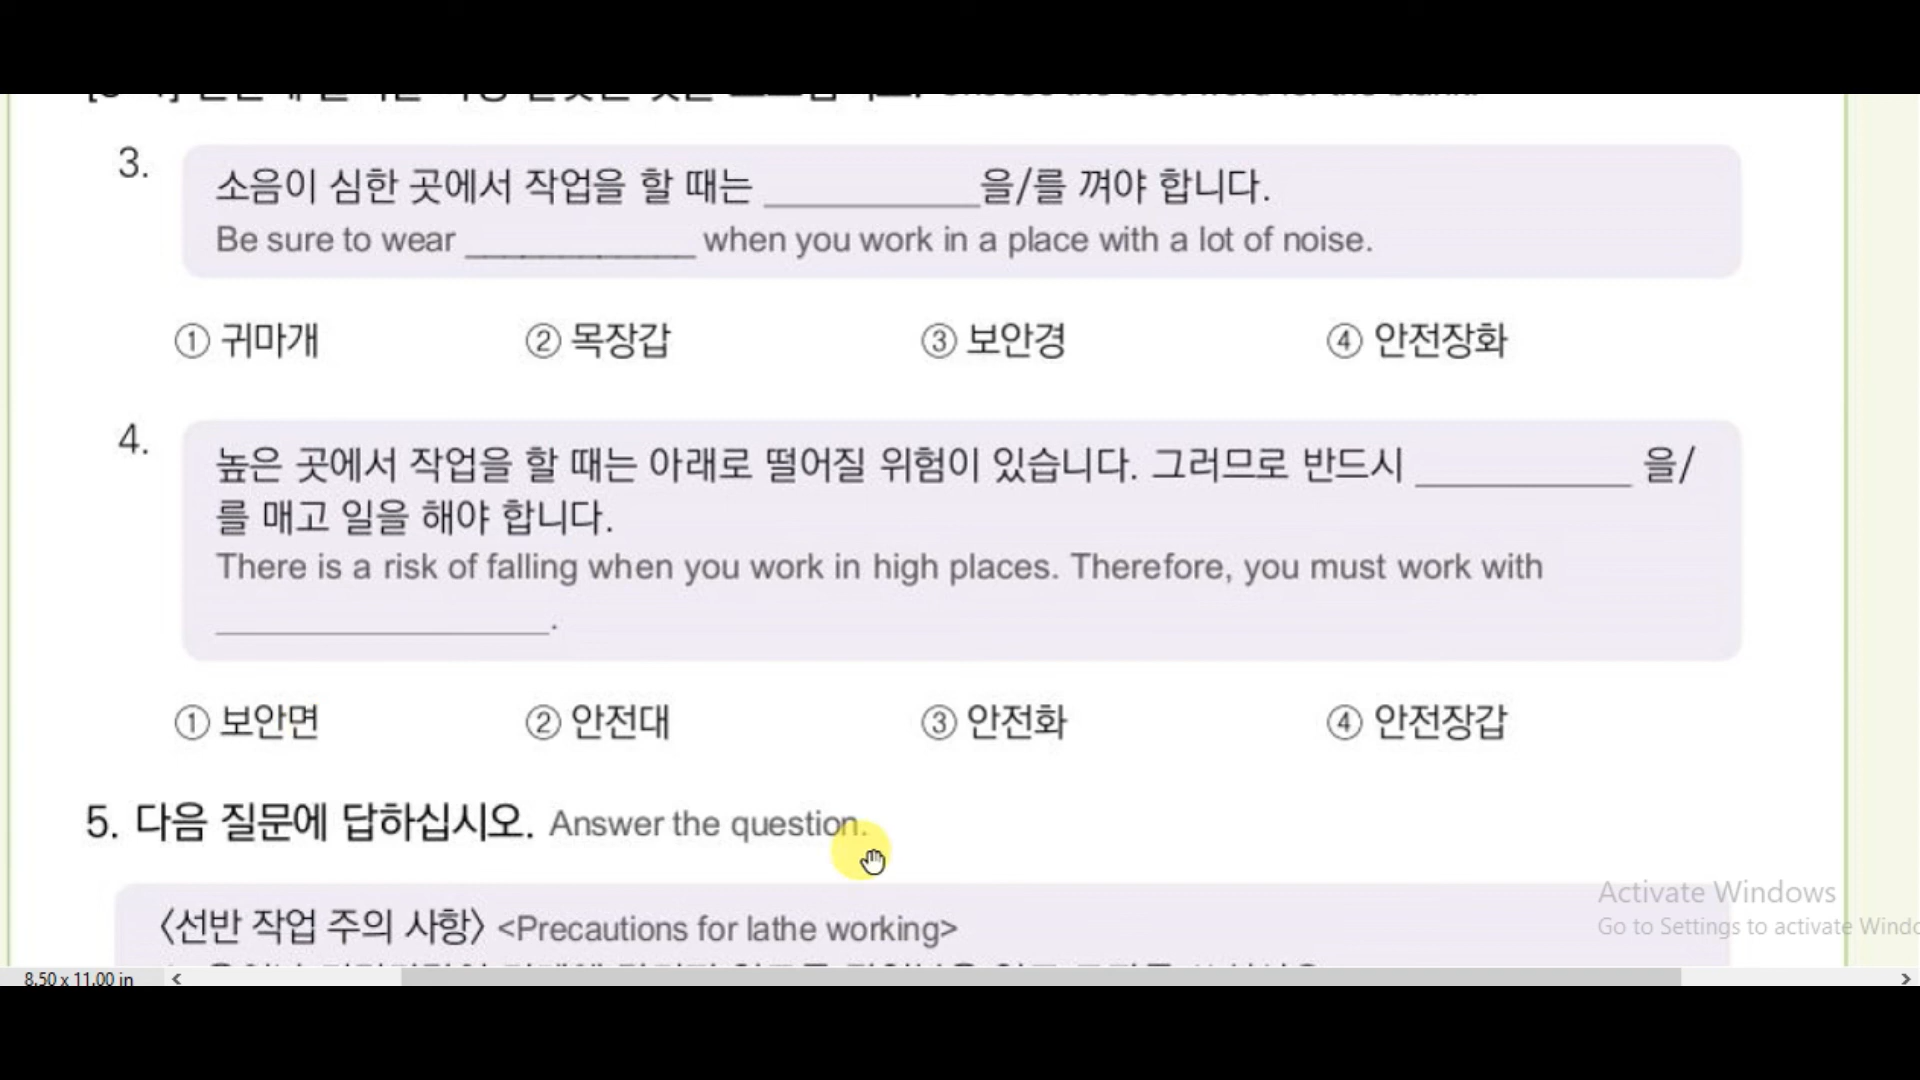 3.
소음이 심한 곳에서 작업을 할 때는 ____________을/를 껴야 합니다.
Be sure to wear ____________ when you work in a place with a lot of noise.
① 귀마개 ② 목장갑 ③ 보안경 ④ 안전장화
4.
높은 곳에서 작업을 할 때는 아래로 떨어질 위험이 있습니다. 그러므로 반드시 ____________ 을/
를 매고 일을 해야 합니다.
There is a risk of falling when you work in high places. Therefore, you must work with
__________________.
① 보안면 ② 안전대 ③ 안전화 ④ 안전장갑
5. 다음 질문에 답하십시오. Answer the question.
〈선반 작업 주의 사항〉 <Precautions for lathe working>
Activate Windows
Go to Settings to activate Windo
8.50 x 11.00 in